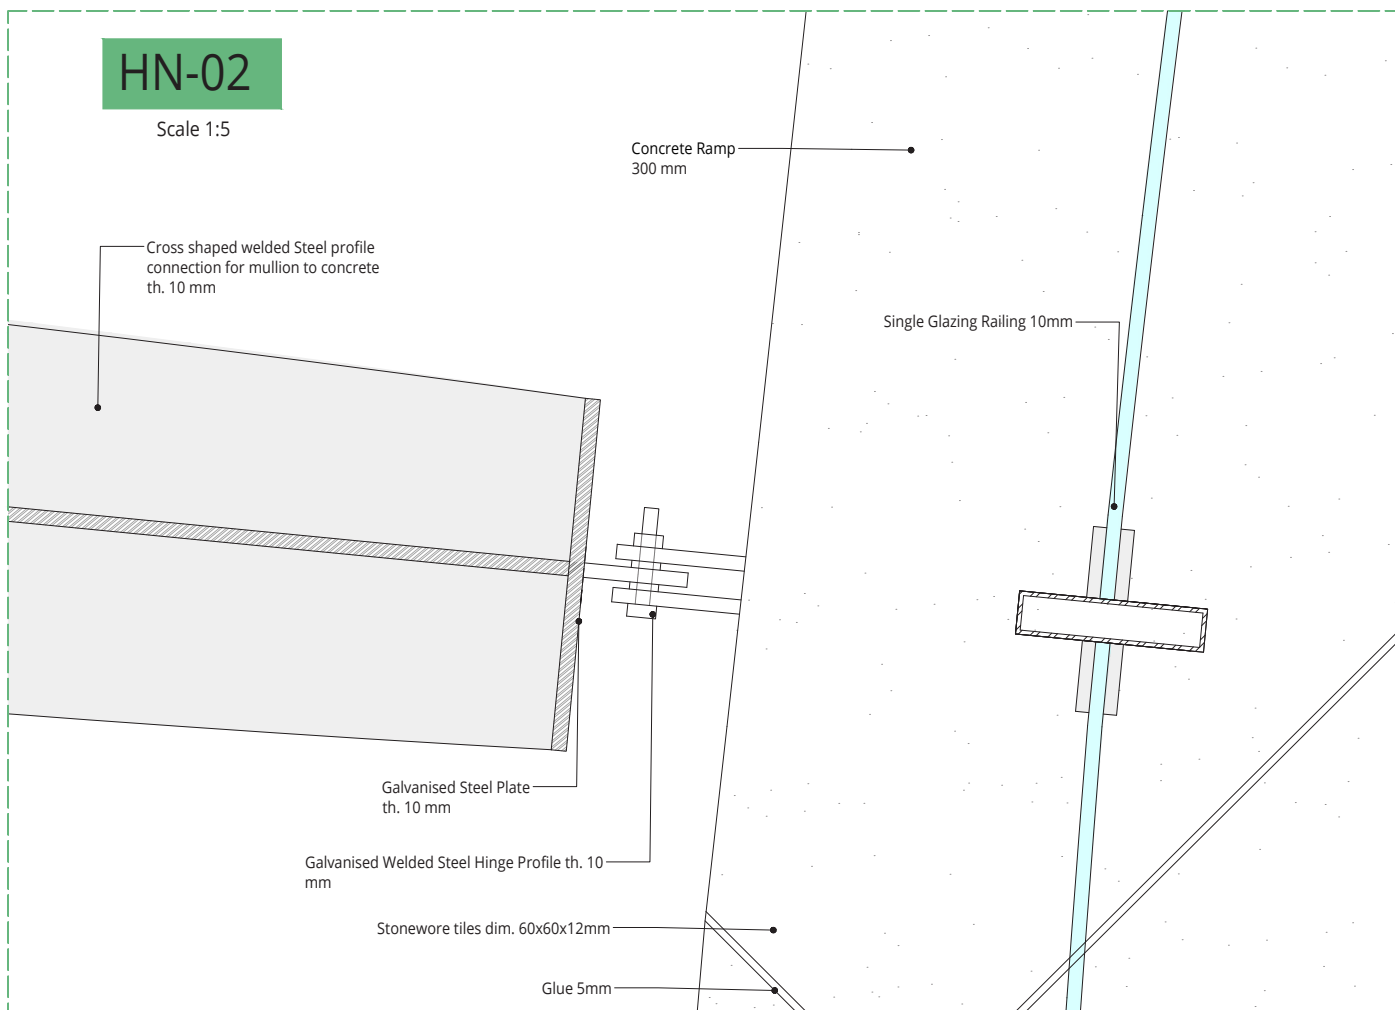 HN-02
Scale 1:5
Concrete Ramp
300 mm
Cross shaped welded Steel profile
connection for mullion to concrete
th. 10 mm
Single Glazing Railing 10mm
Galvanised Steel Plate
th. 10 mm
Galvanised Welded Steel Hinge Profile th. 10
mm
Stonewore tiles dim. 60x60x12mm
Glue 5mm